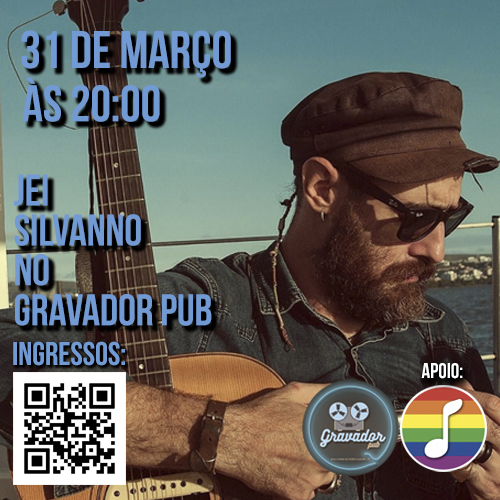 31 DE MARÇO
ÀS 20:00
JEI
SILVANNO
NO
GRAVADOR PUB
INGRESSOS:
APOIO:
Gravador
pub